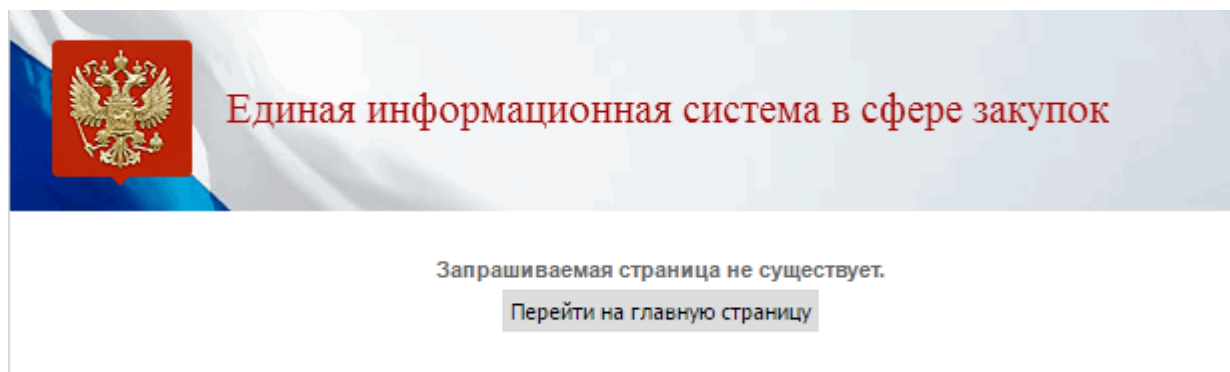 Единая информационная система в сфере закупок
Запрашиваемая страница не существует.
Перейти на главную страницу